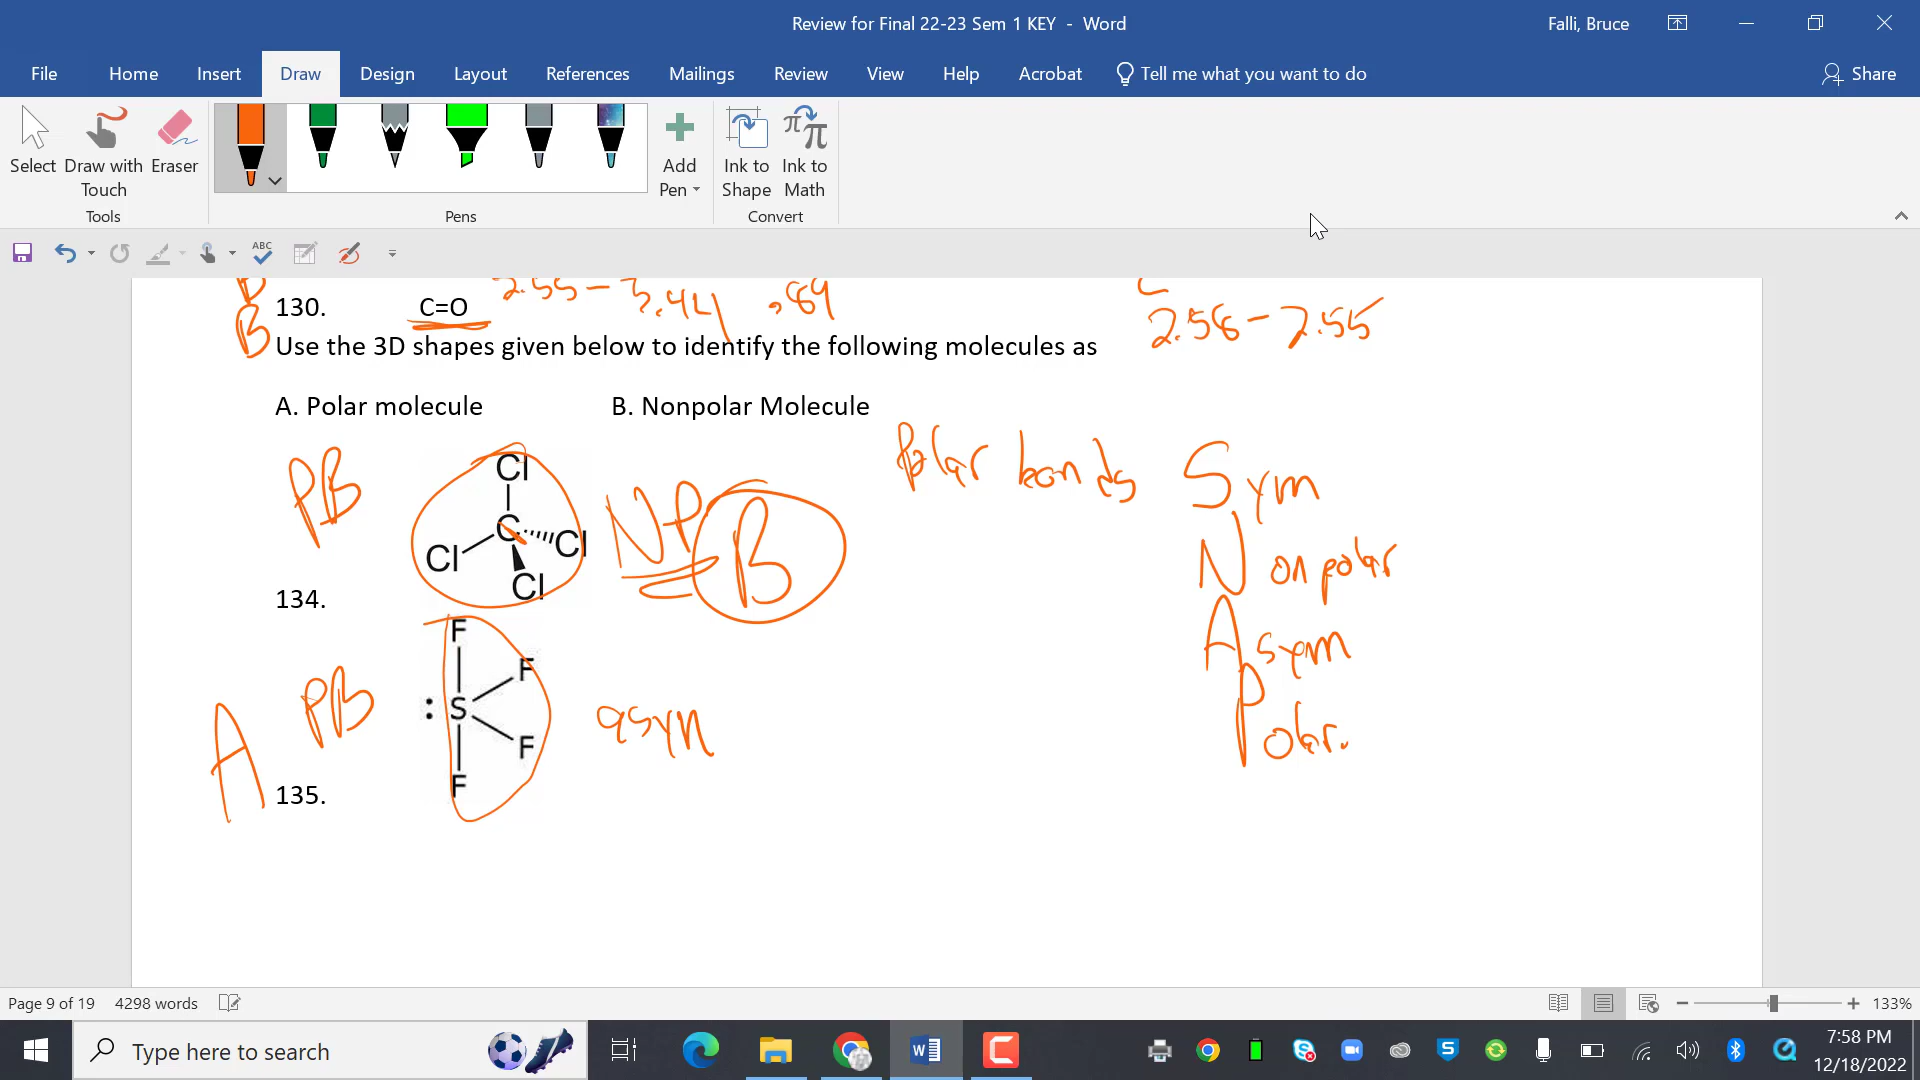 Review for Final 22-23 Sem 1 KEY - Word
Falli, Bruce
File Home Insert Draw Design Layout References Mailings Review View Help Acrobat Tell me what you want to do Share
Select Draw with Touch Eraser Add Pen Ink to Shape Ink to Math
Tools Pens Convert
ABC
2.55 - 3.44 .89
130. C=O
2.58 - 2.55
B
Use the 3D shapes given below to identify the following molecules as
A. Polar molecule B. Nonpolar Molecule
Polar bonds Sym
PB
Cl
C
Cl
Cl
Cl
NP B
Nonpolar
134.
Asym
F
F
A PB :S asym
Polar.
F
F
135.
Page 9 of 19 4298 words 133%
Type here to search
7:58 PM
12/18/2022